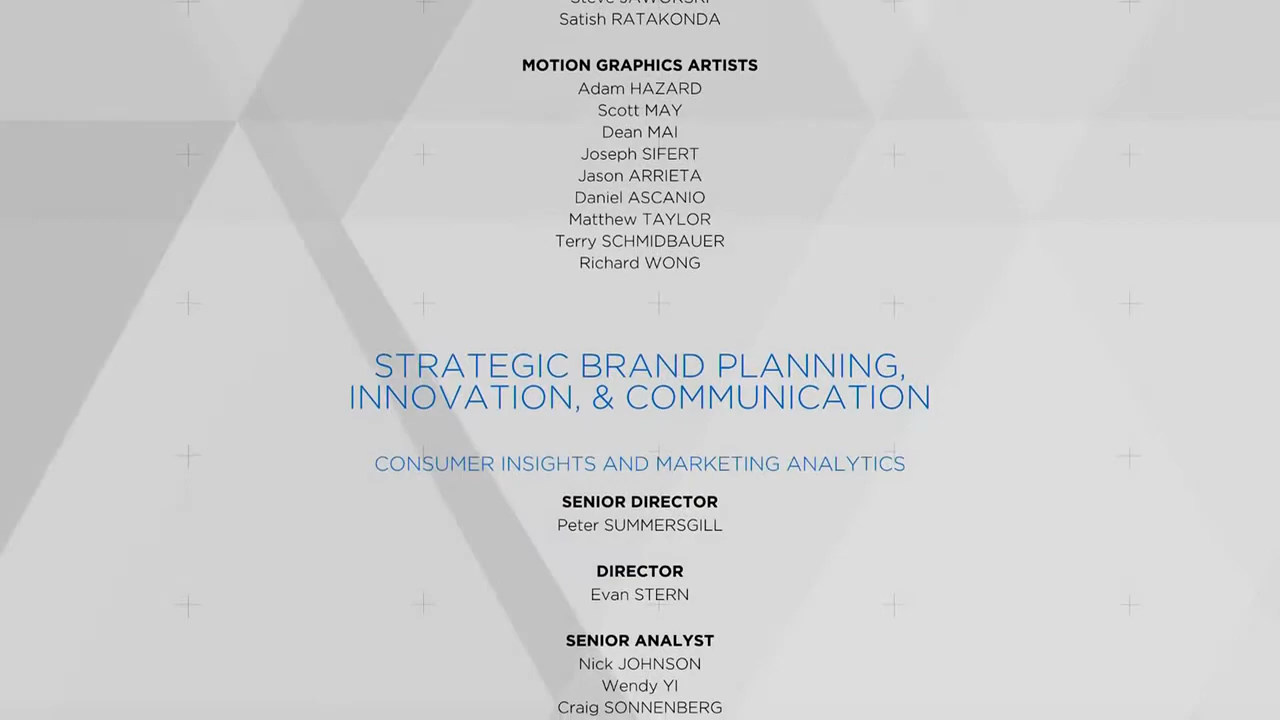 Steve JAWORSKI
Satish RATAKONDA
MOTION GRAPHICS ARTISTS
Adam HAZARD
Scott MAY
Dean MAI
Joseph SIFERT
Jason ARRIETA
Daniel ASCANIO
Matthew TAYLOR
Terry SCHMIDBAUER
Richard WONG
STRATEGIC BRAND PLANNING,
INNOVATION, & COMMUNICATION
CONSUMER INSIGHTS AND MARKETING ANALYTICS
SENIOR DIRECTOR
Peter SUMMERSGILL
DIRECTOR
Evan STERN
SENIOR ANALYST
Nick JOHNSON
Wendy YI
Craig SONNENBERG